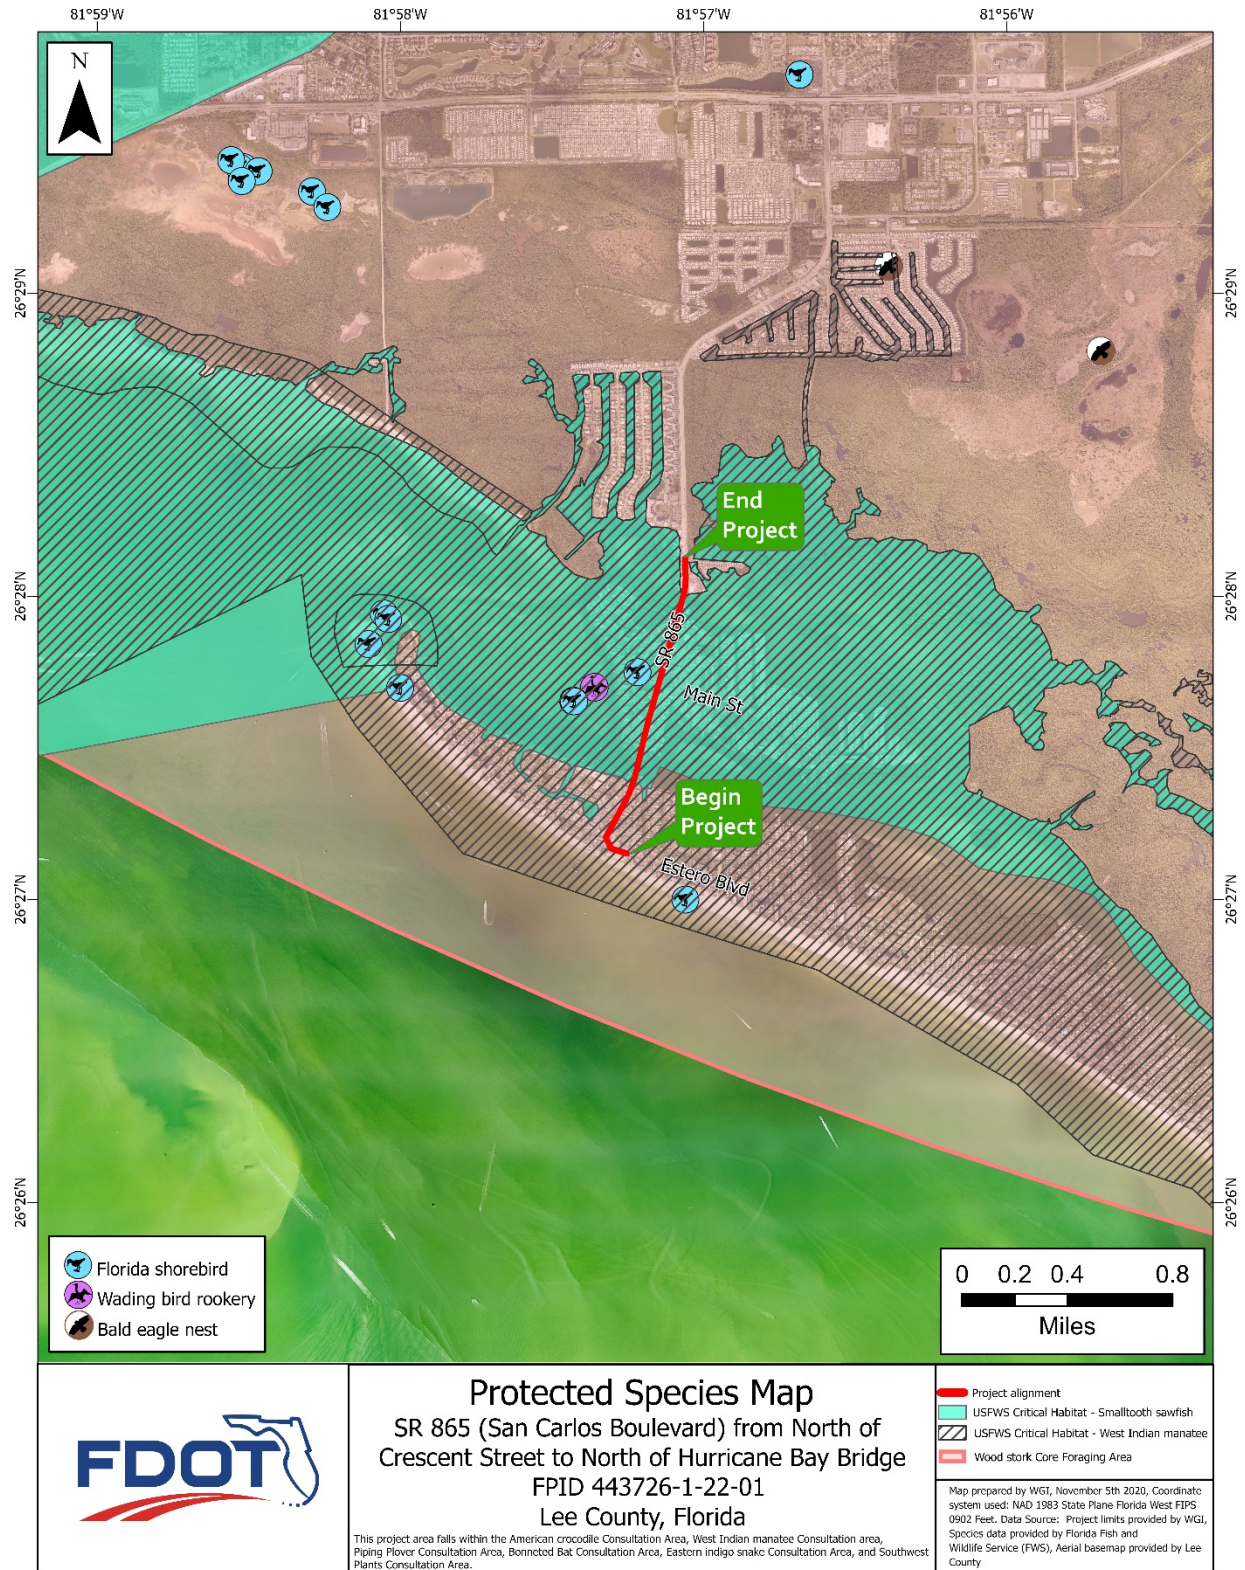 81°59'W 81°58'W 81°57'W 81°56'W
N
26°29'N 26°29'N
End
Project
26°28'N 26°28'N
SR 865
Main St
Begin
Project
Estero Blvd
26°27'N 26°27'N
26°26'N 26°26'N
Florida shorebird
Wading bird rookery
Bald eagle nest
0 0.2 0.4 0.8
Miles
FDOT
Protected Species Map
SR 865 (San Carlos Boulevard) from North of
Crescent Street to North of Hurricane Bay Bridge
FPID 443726-1-22-01
Lee County, Florida
This project area falls within the American crocodile Consultation Area, West Indian manatee Consultation area,
Piping Plover Consultation Area, Bonneted Bat Consultation Area, Eastern indigo snake Consultation Area, and Southwest
Plants Consultation Area.
Project alignment
USFWS Critical Habitat - Smalltooth sawfish
USFWS Critical Habitat - West Indian manatee
Wood stork Core Foraging Area
Map prepared by WGI, November 5th 2020, Coordinate
system used: NAD 1983 State Plane Florida West FIPS
0902 Feet. Data Source: Project limits provided by WGI,
Species data provided by Florida Fish and
Wildlife Service (FWS), Aerial basemap provided by Lee
County